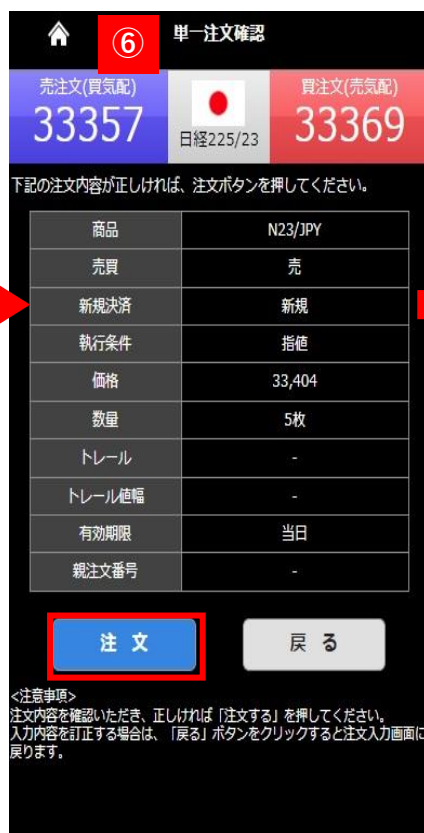 ⑥
単一注文確認
売注文(買気配)
33357
日経225/23
買注文(売気配)
33369
下記の注文内容が正しければ、注文ボタンを押してください。
商品 N23/JPY
売買 売
新規決済 新規
執行条件 指値
価格 33,404
数量 5枚
トレール -
トレール値幅 -
有効期限 当日
親注文番号 -
注 文
戻 る
<注意事項>
注文内容を確認いただき、正しければ「注文する」を押してください。
入力内容を訂正する場合は、「戻る」ボタンをクリックすると注文入力画面に
戻ります。